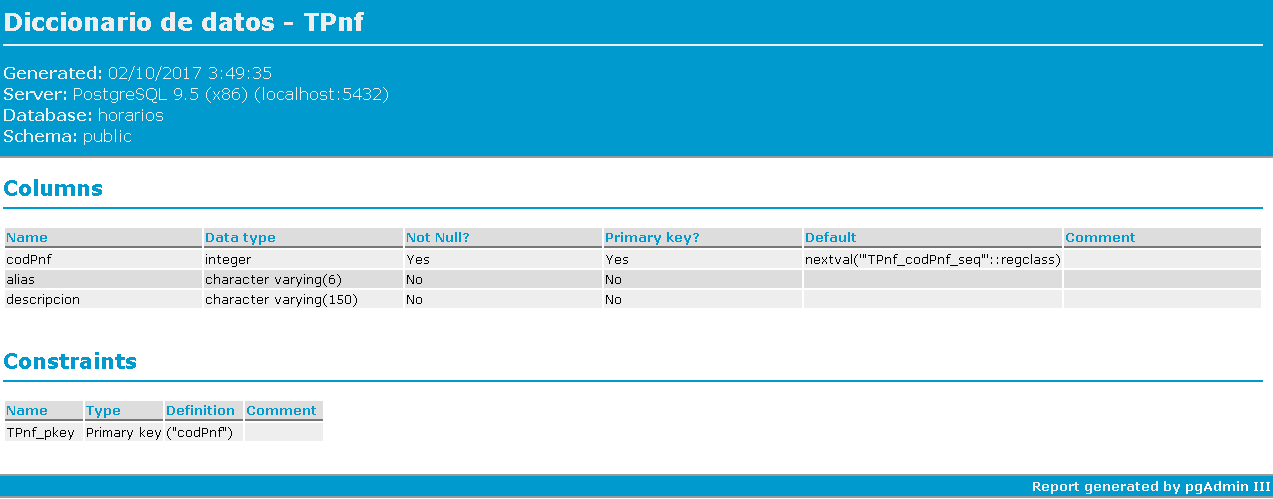 Diccionario de datos - TPnf
Generated: 02/10/2017 3:49:35
Server: PostgreSQL 9.5 (x86) (localhost:5432)
Database: horarios
Schema: public
Columns
Name Data type Not Null? Primary key? Default Comment
codPnf integer Yes Yes nextval('"TPnf_codPnf_seq"'::regclass)
alias character varying(6) No No
descripcion character varying(150) No No
Constraints
Name Type Definition Comment
TPnf_pkey Primary key ("codPnf")
Report generated by pgAdmin III